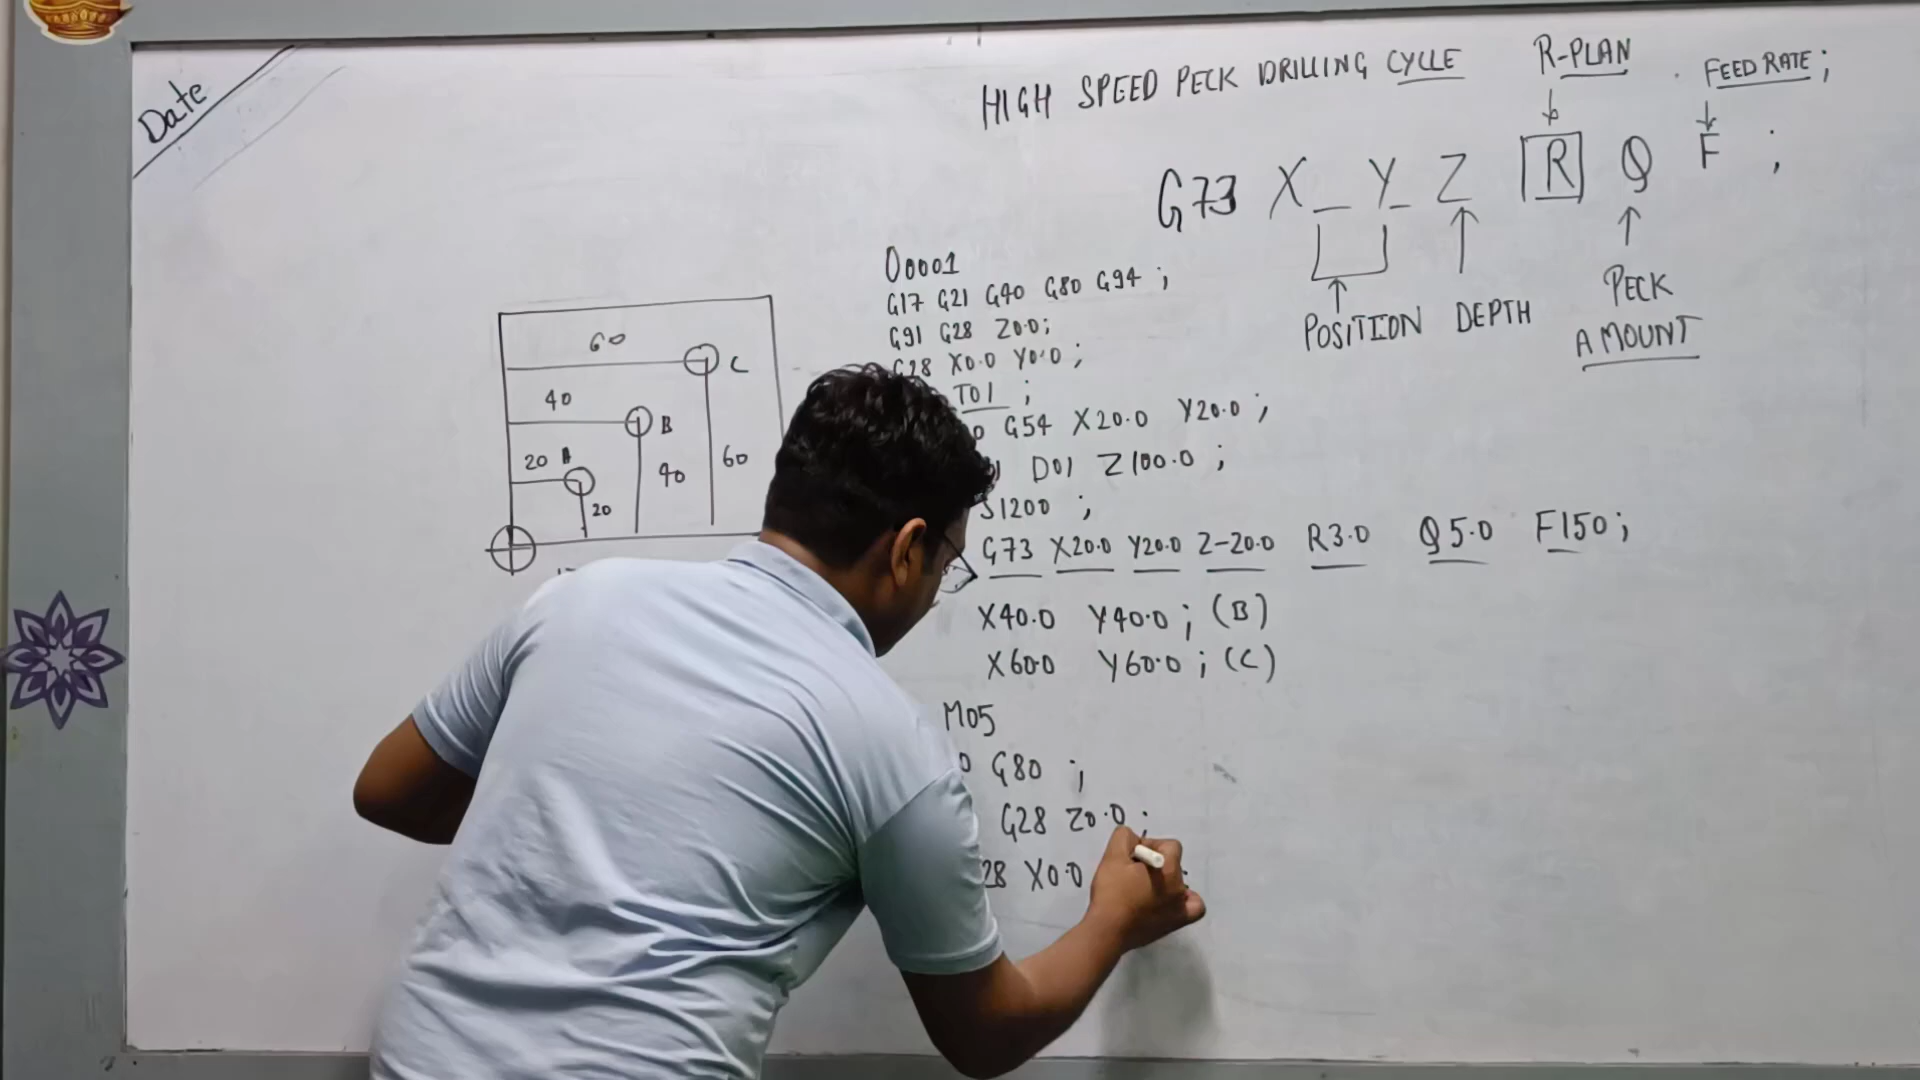 Date
HIGH SPEED PECK DRILLING CYCLE
R-PLAN
FEED RATE;
G73 X_ Y_ Z R Q F ;
POSITION DEPTH
PECK
AMOUNT
60
C
40
B
20 A
40
60
20
O0001
G17 G21 G40 G80 G94 ;
G91 G28 Z0.0;
G28 X0.0 Y0.0 ;
T01 ;
G54 X20.0 Y20.0 ;
D01 Z100.0 ;
S1200 ;
G73 X20.0 Y20.0 Z-20.0 R3.0 Q5.0 F150;
X40.0 Y40.0 ; (B)
X60.0 Y60.0 ; (C)
M05
G80 ;
G28 Z0.0 ;
28 X0.0